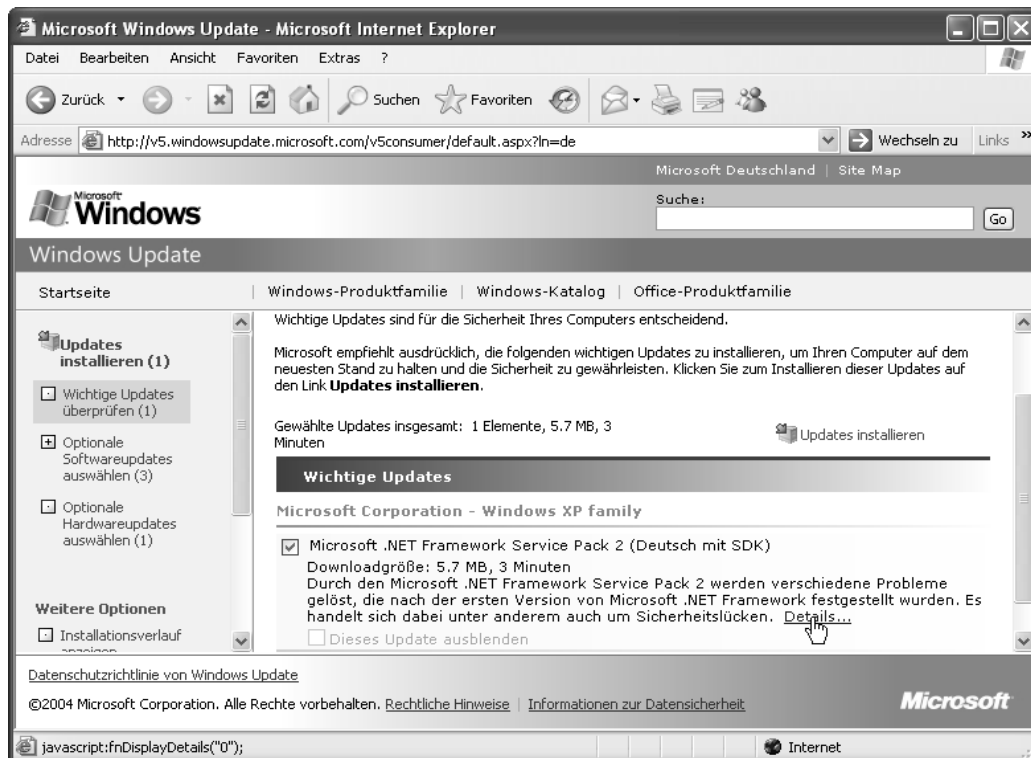 Microsoft Windows Update - Microsoft Internet Explorer
Datei Bearbeiten Ansicht Favoriten Extras ?
Zurück Suchen Favoriten
Adresse http://v5.windowsupdate.microsoft.com/v5consumer/default.aspx?ln=de Wechseln zu Links »
Microsoft Deutschland | Site Map
Microsoft
Windows
Suche:
Go
Windows Update
Startseite | Windows-Produktfamilie | Windows-Katalog | Office-Produktfamilie
Updates
installieren (1)
Wichtige Updates
überprüfen (1)
Optionale
Softwareupdates
auswählen (3)
Optionale
Hardwareupdates
auswählen (1)
Weitere Optionen
Installationsverlauf
anzeigen
Wichtige Updates sind für die Sicherheit Ihres Computers entscheidend.
Microsoft empfiehlt ausdrücklich, die folgenden wichtigen Updates zu installieren, um Ihren Computer auf dem
neuesten Stand zu halten und die Sicherheit zu gewährleisten. Klicken Sie zum Installieren dieser Updates auf
den Link Updates installieren.
Gewählte Updates insgesamt: 1 Elemente, 5.7 MB, 3
Minuten
Updates installieren
Wichtige Updates
Microsoft Corporation - Windows XP family
Microsoft .NET Framework Service Pack 2 (Deutsch mit SDK)
Downloadgröße: 5.7 MB, 3 Minuten
Durch den Microsoft .NET Framework Service Pack 2 werden verschiedene Probleme
gelöst, die nach der ersten Version von Microsoft .NET Framework festgestellt wurden. Es
handelt sich dabei unter anderem auch um Sicherheitslücken. Details...
Dieses Update ausblenden
Datenschutzrichtlinie von Windows Update
©2004 Microsoft Corporation. Alle Rechte vorbehalten. Rechtliche Hinweise | Informationen zur Datensicherheit
Microsoft
javascript:fnDisplayDetails("0"); Internet